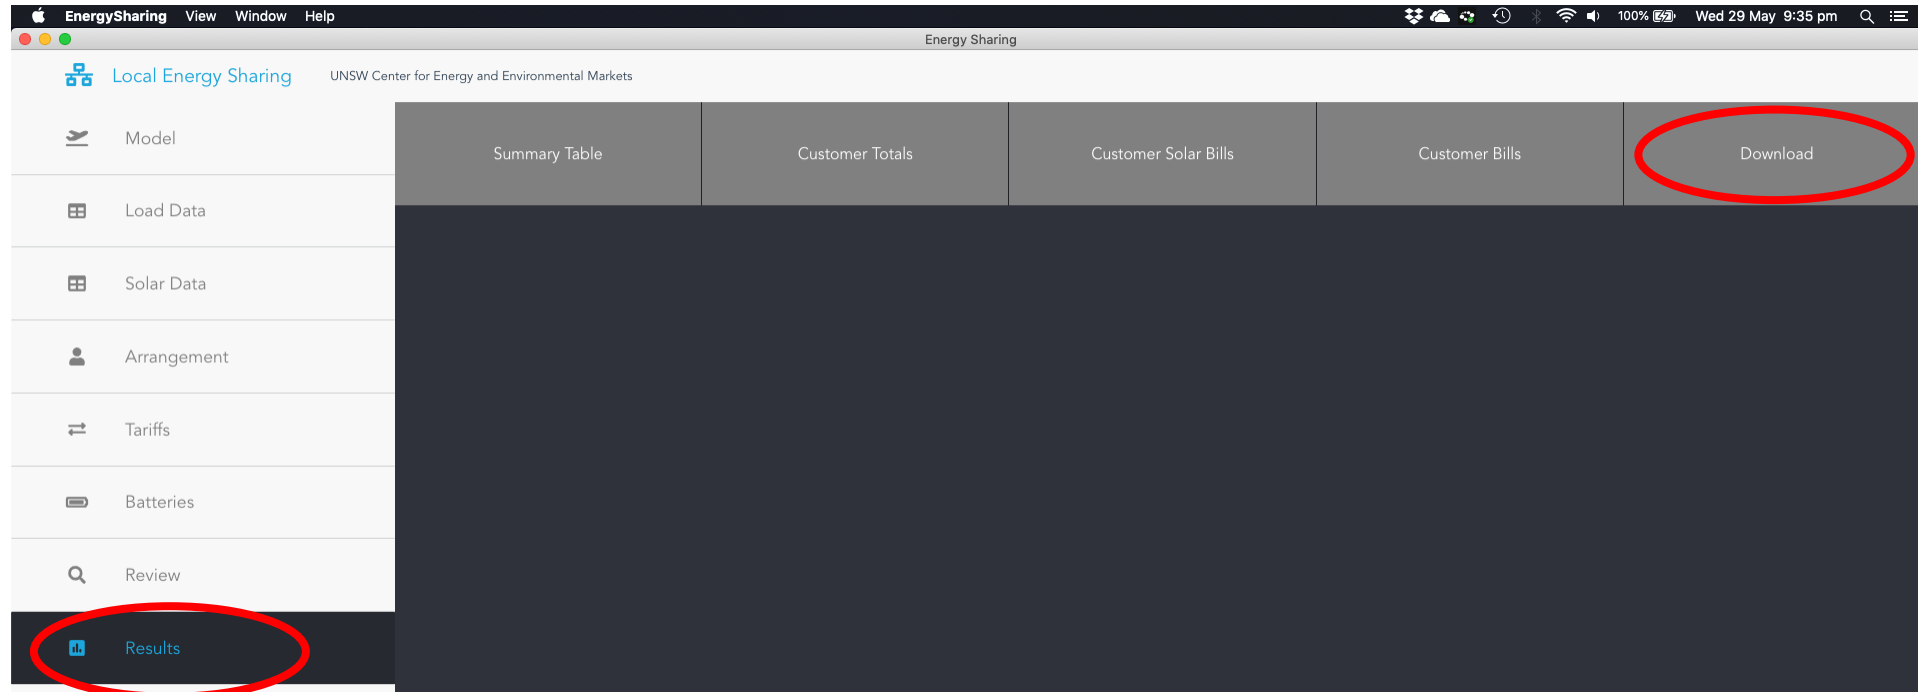 EnergySharing View Window Help 100% Wed 29 May 9:35 pm
Energy Sharing
Local Energy Sharing UNSW Center for Energy and Environmental Markets
Model
Summary Table Customer Totals Customer Solar Bills Customer Bills Download
Load Data
Solar Data
Arrangement
Tariffs
Batteries
Review
Results